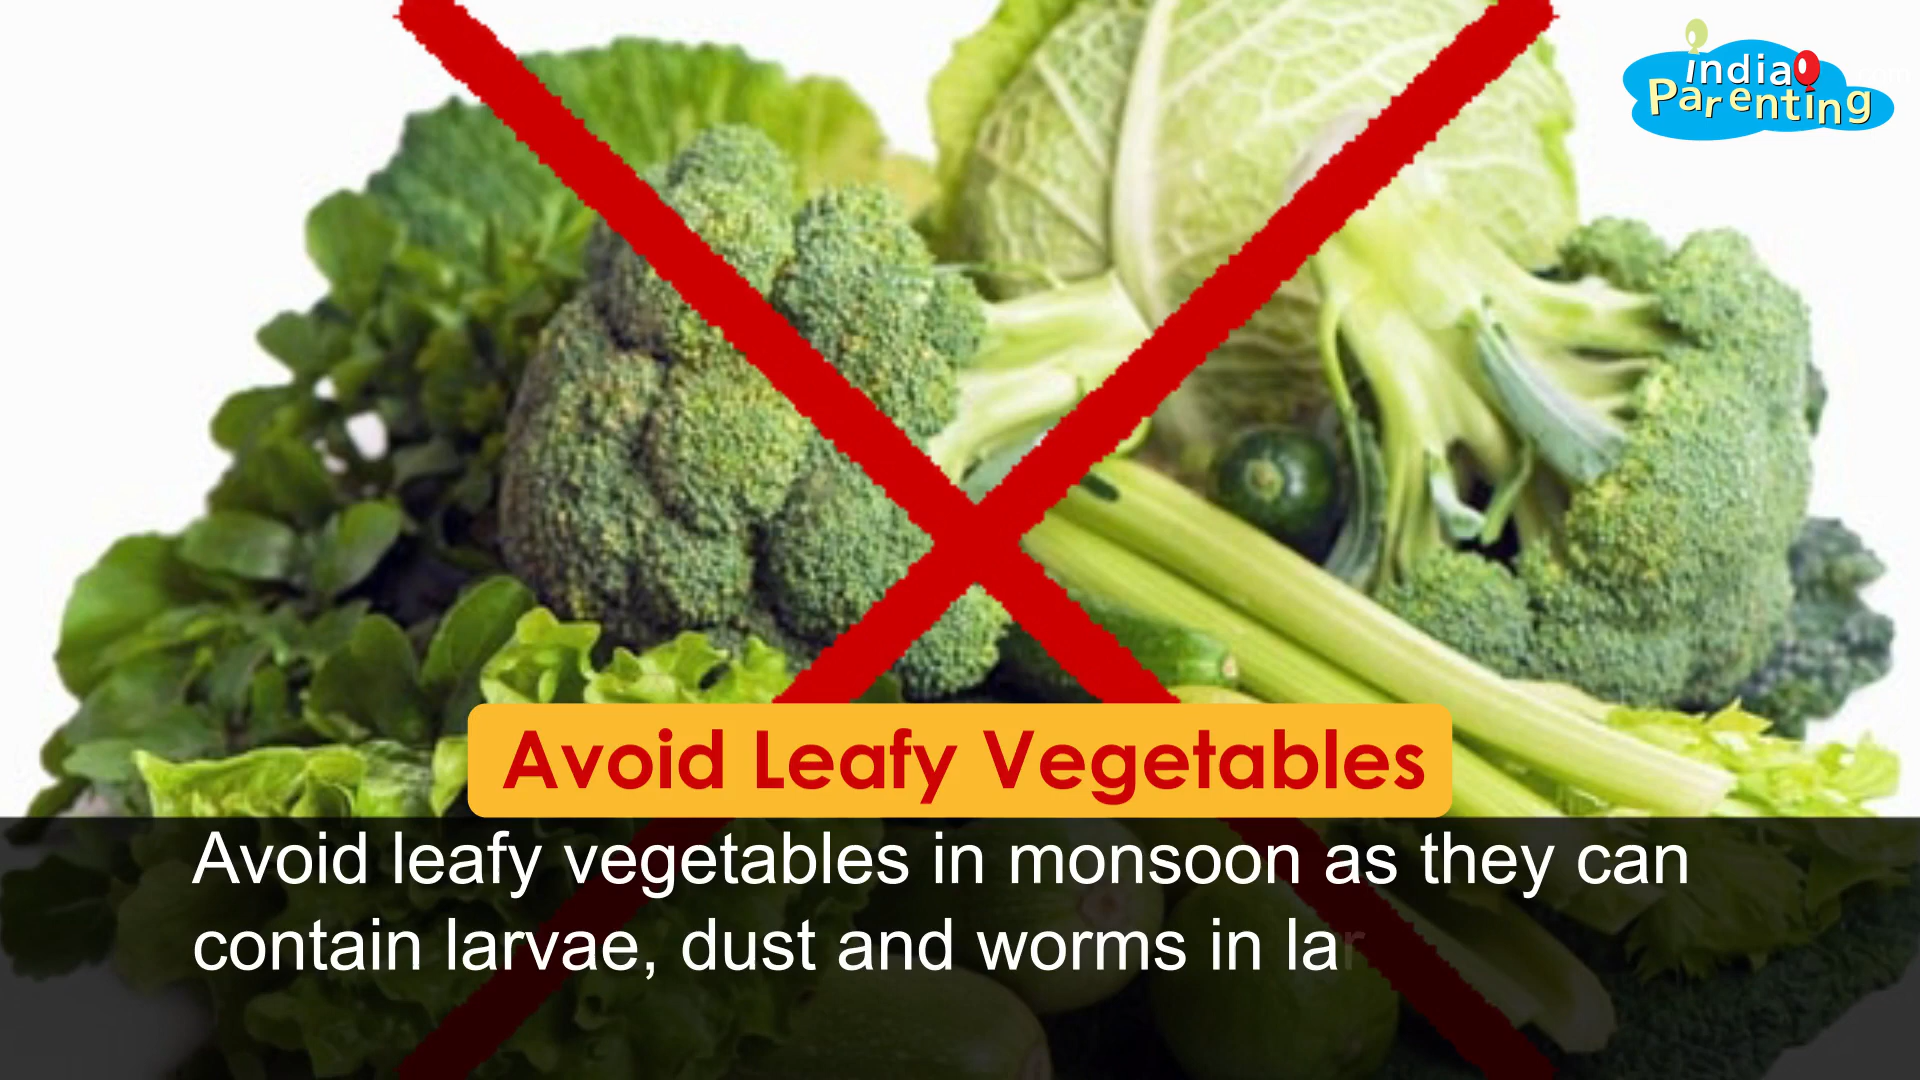 india
Parenting
Avoid Leafy Vegetables
Avoid leafy vegetables in monsoon as they can
contain larvae, dust and worms in